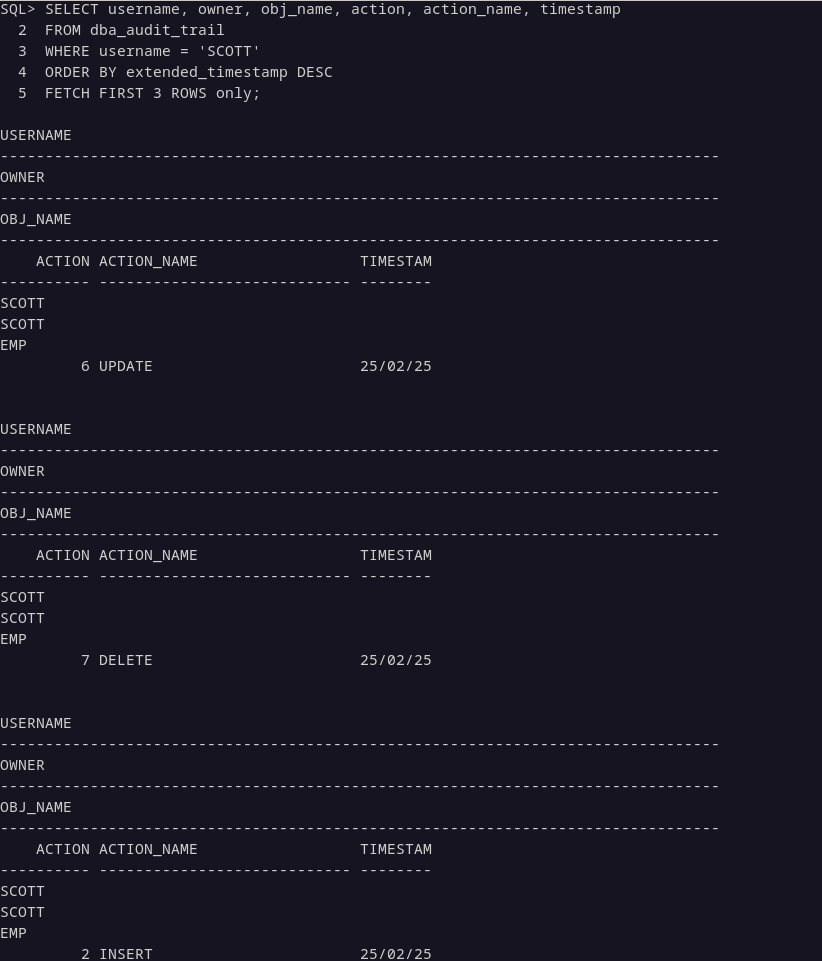 SQL> SELECT username, owner, obj_name, action, action_name, timestamp
  2  FROM dba_audit_trail
  3  WHERE username = 'SCOTT'
  4  ORDER BY extended_timestamp DESC
  5  FETCH FIRST 3 ROWS only;

USERNAME
--------------------------------------------------------------------------------
OWNER
--------------------------------------------------------------------------------
OBJ_NAME
--------------------------------------------------------------------------------
    ACTION ACTION_NAME                  TIMESTAM
---------- ---------------------------- --------
SCOTT
SCOTT
EMP
         6 UPDATE                       25/02/25


USERNAME
--------------------------------------------------------------------------------
OWNER
--------------------------------------------------------------------------------
OBJ_NAME
--------------------------------------------------------------------------------
    ACTION ACTION_NAME                  TIMESTAM
---------- ---------------------------- --------
SCOTT
SCOTT
EMP
         7 DELETE                       25/02/25


USERNAME
--------------------------------------------------------------------------------
OWNER
--------------------------------------------------------------------------------
OBJ_NAME
--------------------------------------------------------------------------------
    ACTION ACTION_NAME                  TIMESTAM
---------- ---------------------------- --------
SCOTT
SCOTT
EMP
         2 INSERT                       25/02/25